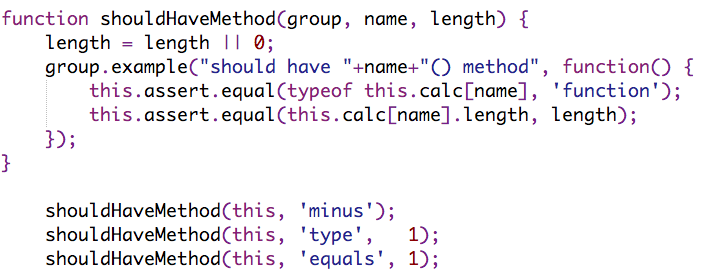 function shouldHaveMethod(group, name, length) {
    length = length || 0;
    group.example("should have "+name+"() method", function() {
        this.assert.equal(typeof this.calc[name], 'function');
        this.assert.equal(this.calc[name].length, length);
    });
}
    shouldHaveMethod(this, 'minus');
    shouldHaveMethod(this, 'type',   1);
    shouldHaveMethod(this, 'equals', 1);